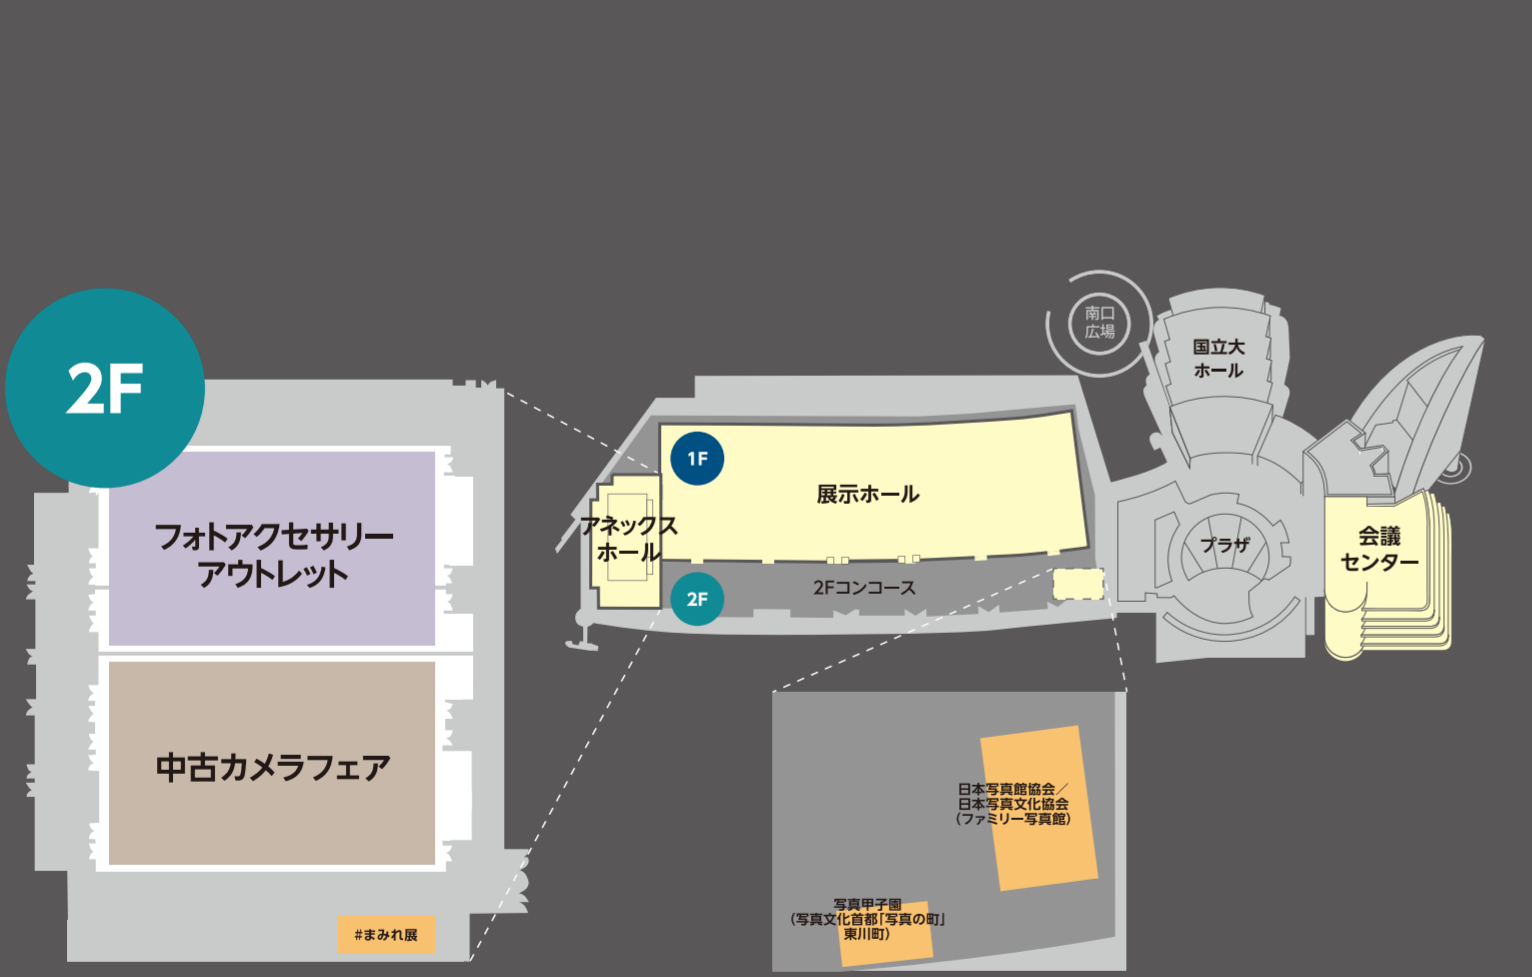 2F
フォトアクセサリー
アウトレット
中古カメラフェア
#まみれ展
アネックス
ホール
1F
展示ホール
2F
2Fコンコース
南口
広場
国立大
ホール
プラザ
会議
センター
日本写真館協会／
日本写真文化協会
（ファミリー写真館）
写真甲子園
（写真文化首都「写真の町」
東川町）